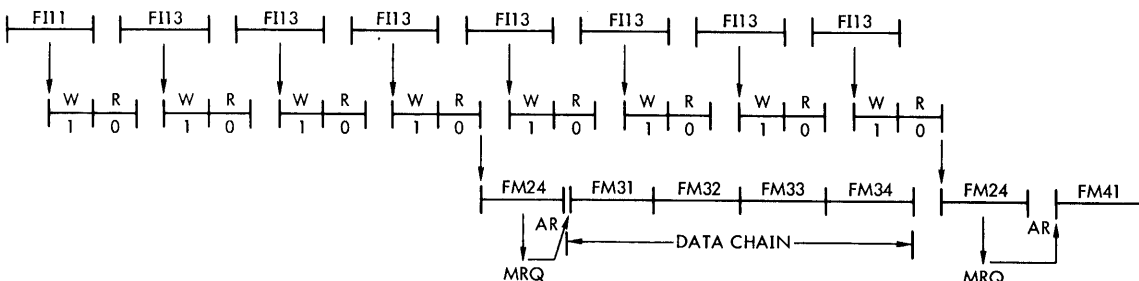 FI11 FI13 FI13 FI13 FI13 FI13 FI13 FI13
W R W R W R W R W R W R W R W R
1 0 1 0 1 0 1 0 1 0 1 0 1 0 1 0
FM24 FM31 FM32 FM33 FM34 FM24 FM41
AR AR
DATA CHAIN
MRQ MRQ